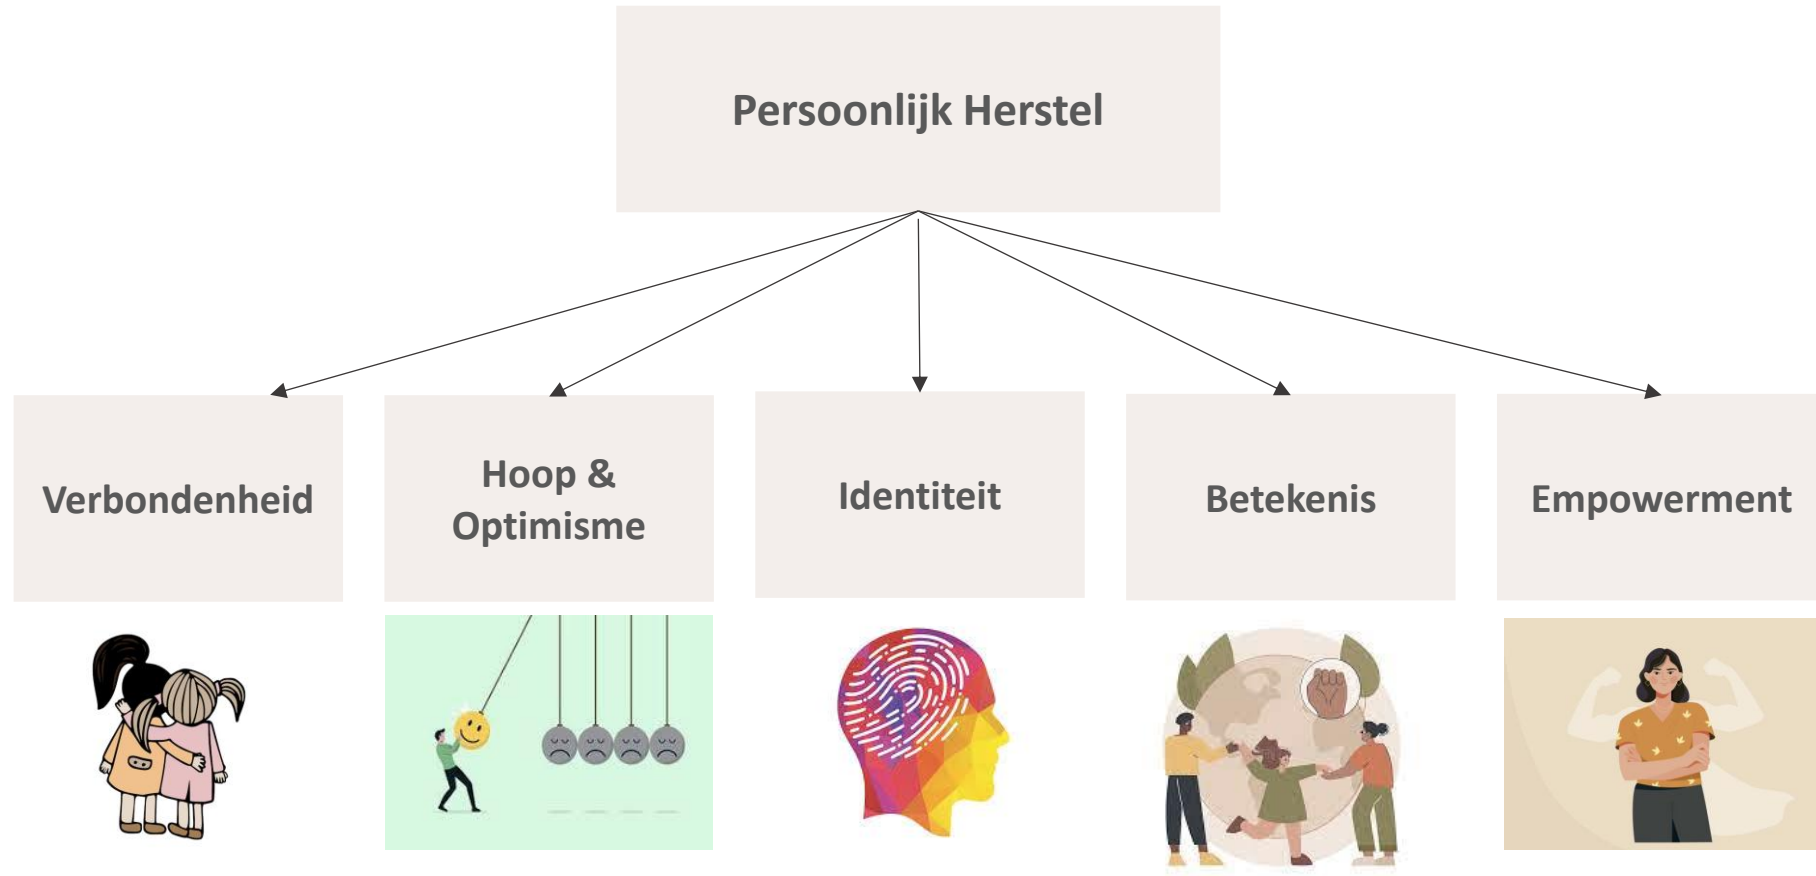 Persoonlijk Herstel
Verbondenheid
Hoop &
Optimisme
Identiteit
Betekenis
Empowerment